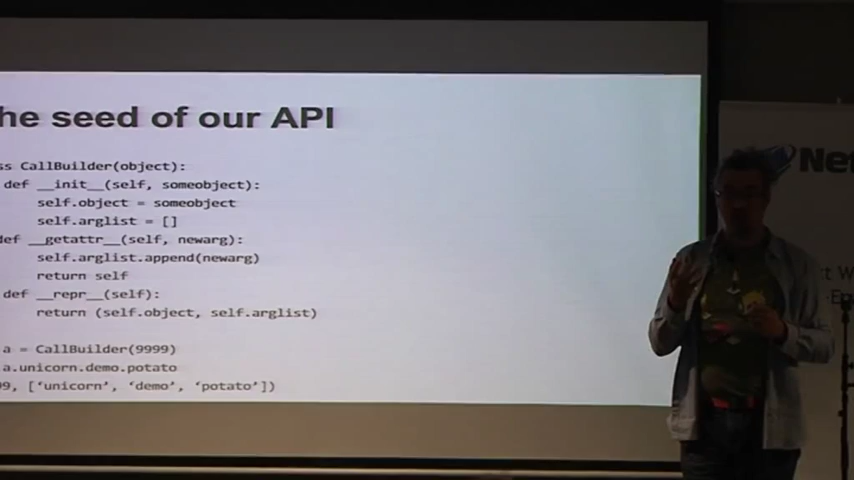 he seed of our API
ss CallBuilder(object):
def __init__(self, someobject):
self.object = someobject
self.arglist = []
def __getattr__(self, newarg):
self.arglist.append(newarg)
return self
def __repr__(self):
return (self.object, self.arglist)
a = CallBuilder(9999)
a.unicorn.demo.potato
99, [‘unicorn’, ‘demo’, ‘potato’])
Net
rt W